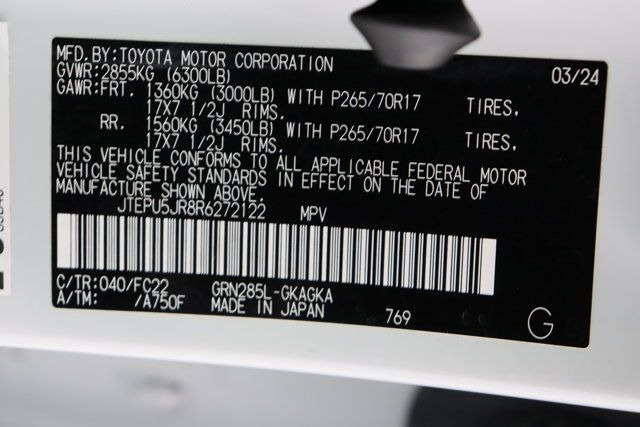 MFD.BY:TOYOTA MOTOR CORPORATION 03/24
GVWR:2855KG (6300LB)
GAWR:FRT. 1360KG (3000LB) WITH P265/70R17 TIRES,
17X7 1/2J RIMS.
RR. 1560KG (3450LB) WITH P265/70R17 TIRES,
17X7 1/2J RIMS.
THIS VEHICLE CONFORMS TO ALL APPLICABLE FEDERAL MOTOR
VEHICLE SAFETY STANDARDS IN EFFECT ON THE DATE OF
MANUFACTURE SHOWN ABOVE.
JTEPU5JR8R6272122 MPV
C/TR:040/FC22 GRN285L-GKAGKA
A/TM: /A750F MADE IN JAPAN 769 G